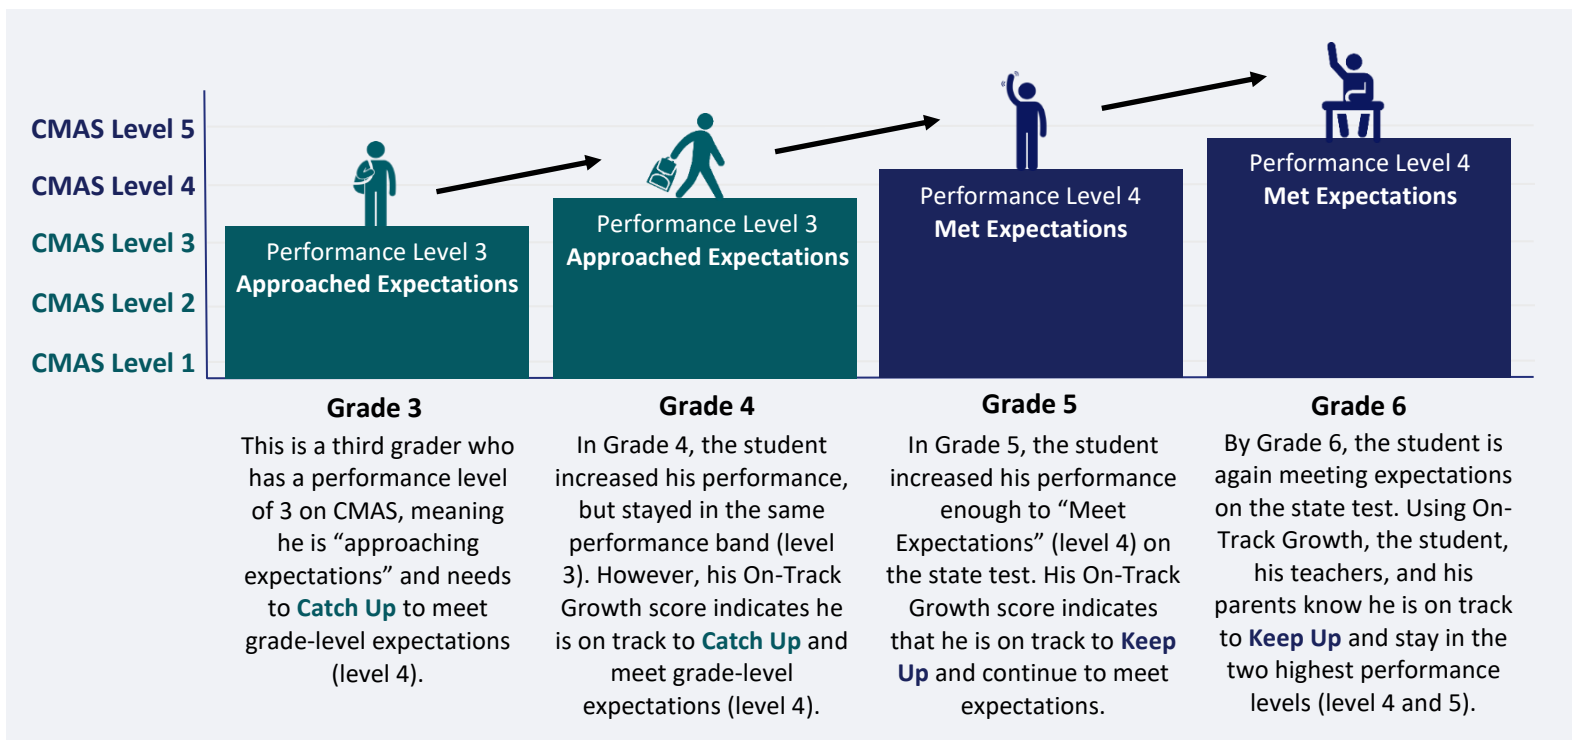 CMAS Level 5
CMAS Level 4
CMAS Level 3
CMAS Level 2
CMAS Level 1
Performance Level 3
Approached Expectations
Performance Level 3
Approached Expectations
Performance Level 4
Met Expectations
Performance Level 4
Met Expectations
Grade 3
This is a third grader who
has a performance level
of 3 on CMAS, meaning
he is “approaching
expectations” and needs
to Catch Up to meet
grade-level expectations
(level 4).
Grade 4
In Grade 4, the student
increased his performance,
but stayed in the same
performance band (level
3). However, his On-Track
Growth score indicates he
is on track to Catch Up and
meet grade-level
expectations (level 4).
Grade 5
In Grade 5, the student
increased his performance
enough to “Meet
Expectations” (level 4) on
the state test. His On-Track
Growth score indicates
that he is on track to Keep
Up and continue to meet
expectations.
Grade 6
By Grade 6, the student is
again meeting expectations
on the state test. Using On-
Track Growth, the student,
his teachers, and his
parents know he is on track
to Keep Up and stay in the
two highest performance
levels (level 4 and 5).